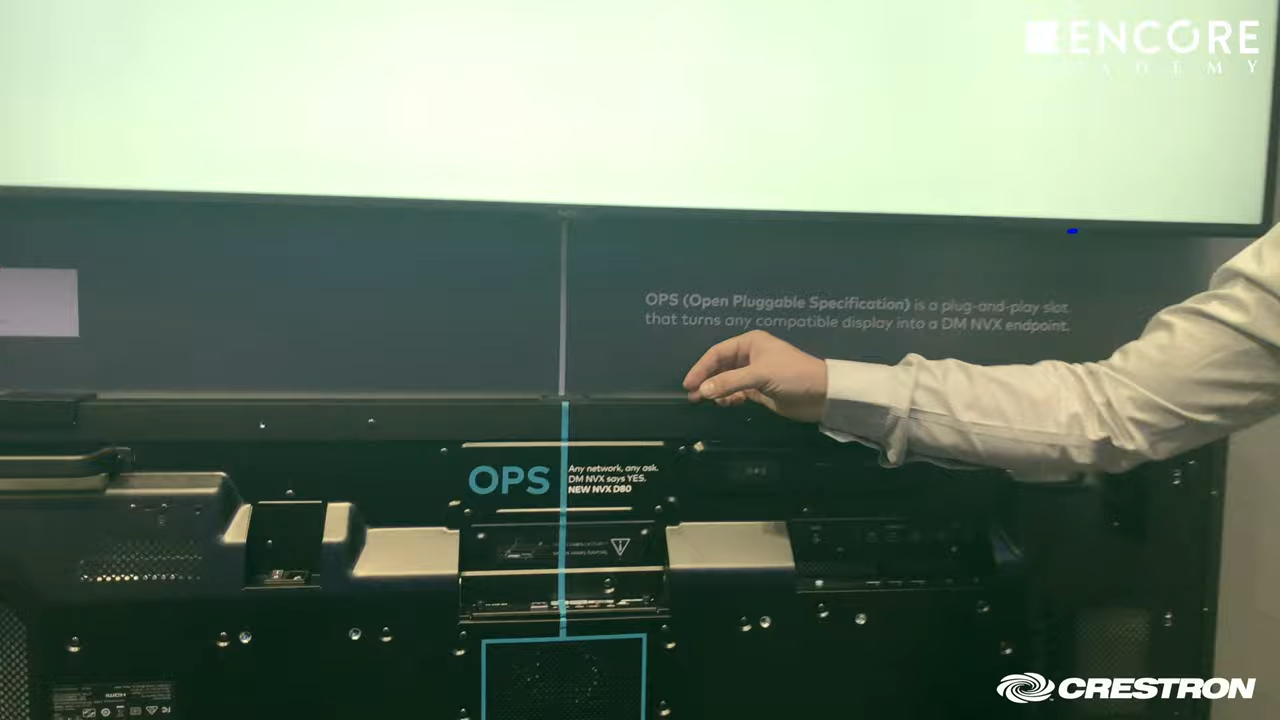 ENCORE
ACADEMY
OPS (Open Pluggable Specification) is a plug-and-play slot
that turns any compatible display into a DM NVX endpoint.
OPS
Any network, any ask.
DM NVX says YES.
NEW NVX D80
CRESTRON